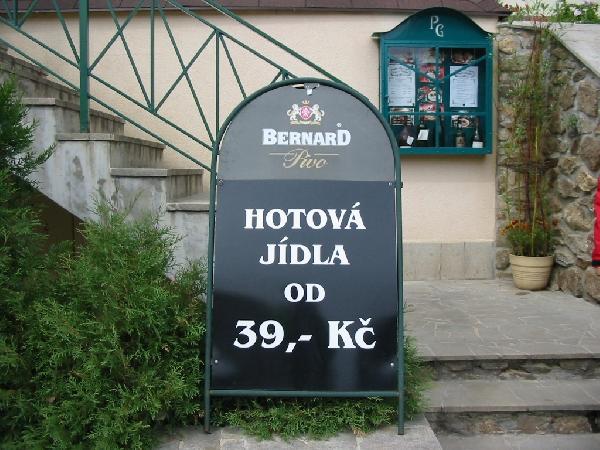 PG
BERNARD
Pivo
HOTOVÁ
JÍDLA
OD
39,- KČ